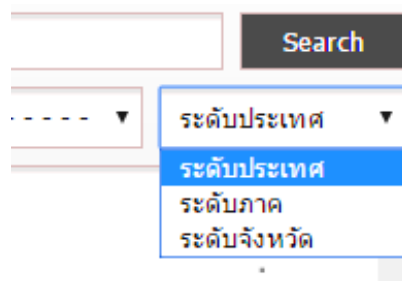 Search
- - - - - ระดับประเทศ
ระดับประเทศ
ระดับภาค
ระดับจังหวัด